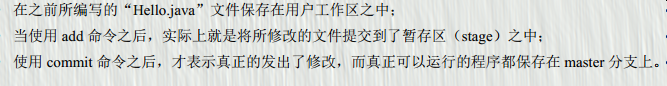 在之前所编写的“Hello.java”文件保存在用户工作区之中；
当使用 add 命令之后，实际上就是将所修改的文件提交到了暂存区（stage）之中；
使用 commit 命令之后，才表示真正的发出了修改，而真正可以运行的程序都保存在 master 分支上。